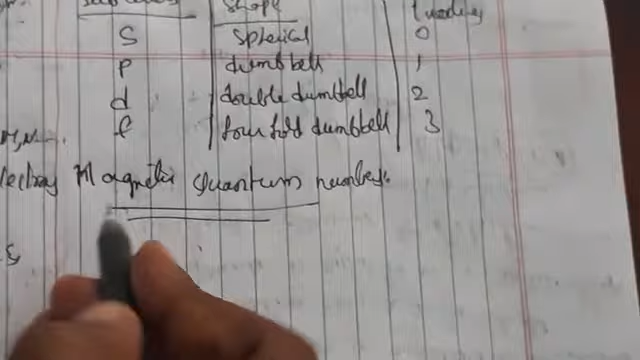 Shape
S Spherical 0
P dumbbell 1
d double dumbbell 2
f four fold dumbbell 3
Magnetic Quantum number.